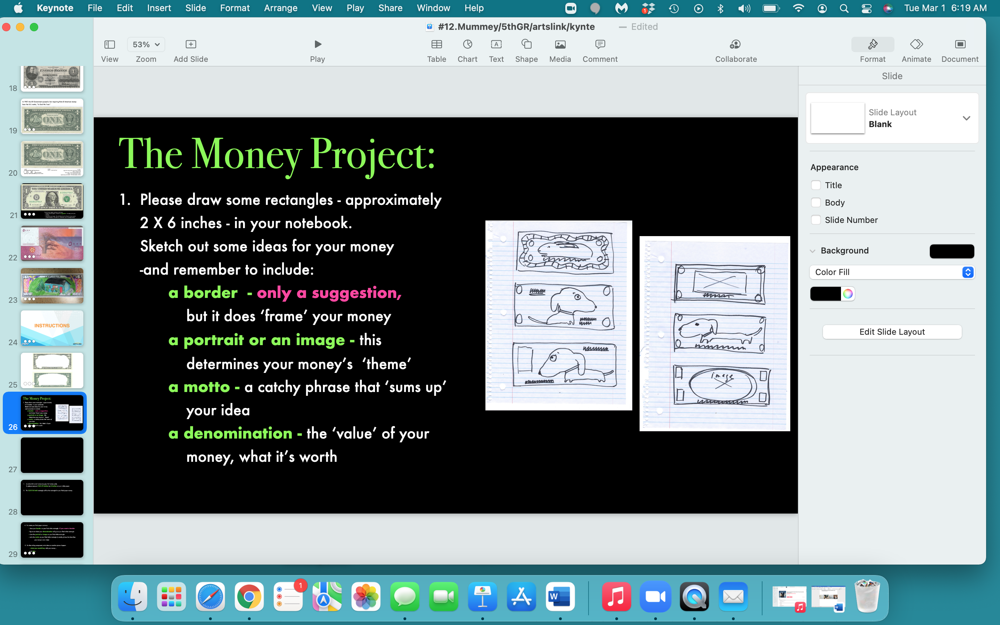 Keynote File Edit Insert Slide Format Arrange View Play Share Window Help
1
Tue Mar 1 6:19 AM
#12.Mummey/5thGR/artslink/kynte — Edited
53%
View Zoom Add Slide Play Table Chart Text Shape Media Comment Collaborate Format Animate Document
18
19
20
21
22
23
INSTRUCTIONS
24
25
26
27
28
29
The Money Project:
1. Please draw some rectangles - approximately
2 X 6 inches - in your notebook.
Sketch out some ideas for your money
-and remember to include:
a border - only a suggestion,
but it does ‘frame’ your money
a portrait or an image - this
determines your money’s ‘theme’
a motto - a catchy phrase that ‘sums up’
your idea
a denomination - the ‘value’ of your
money, what it’s worth
image
Slide
Slide Layout
Blank
Appearance
Title
Body
Slide Number
Background
Color Fill
Edit Slide Layout
1
W